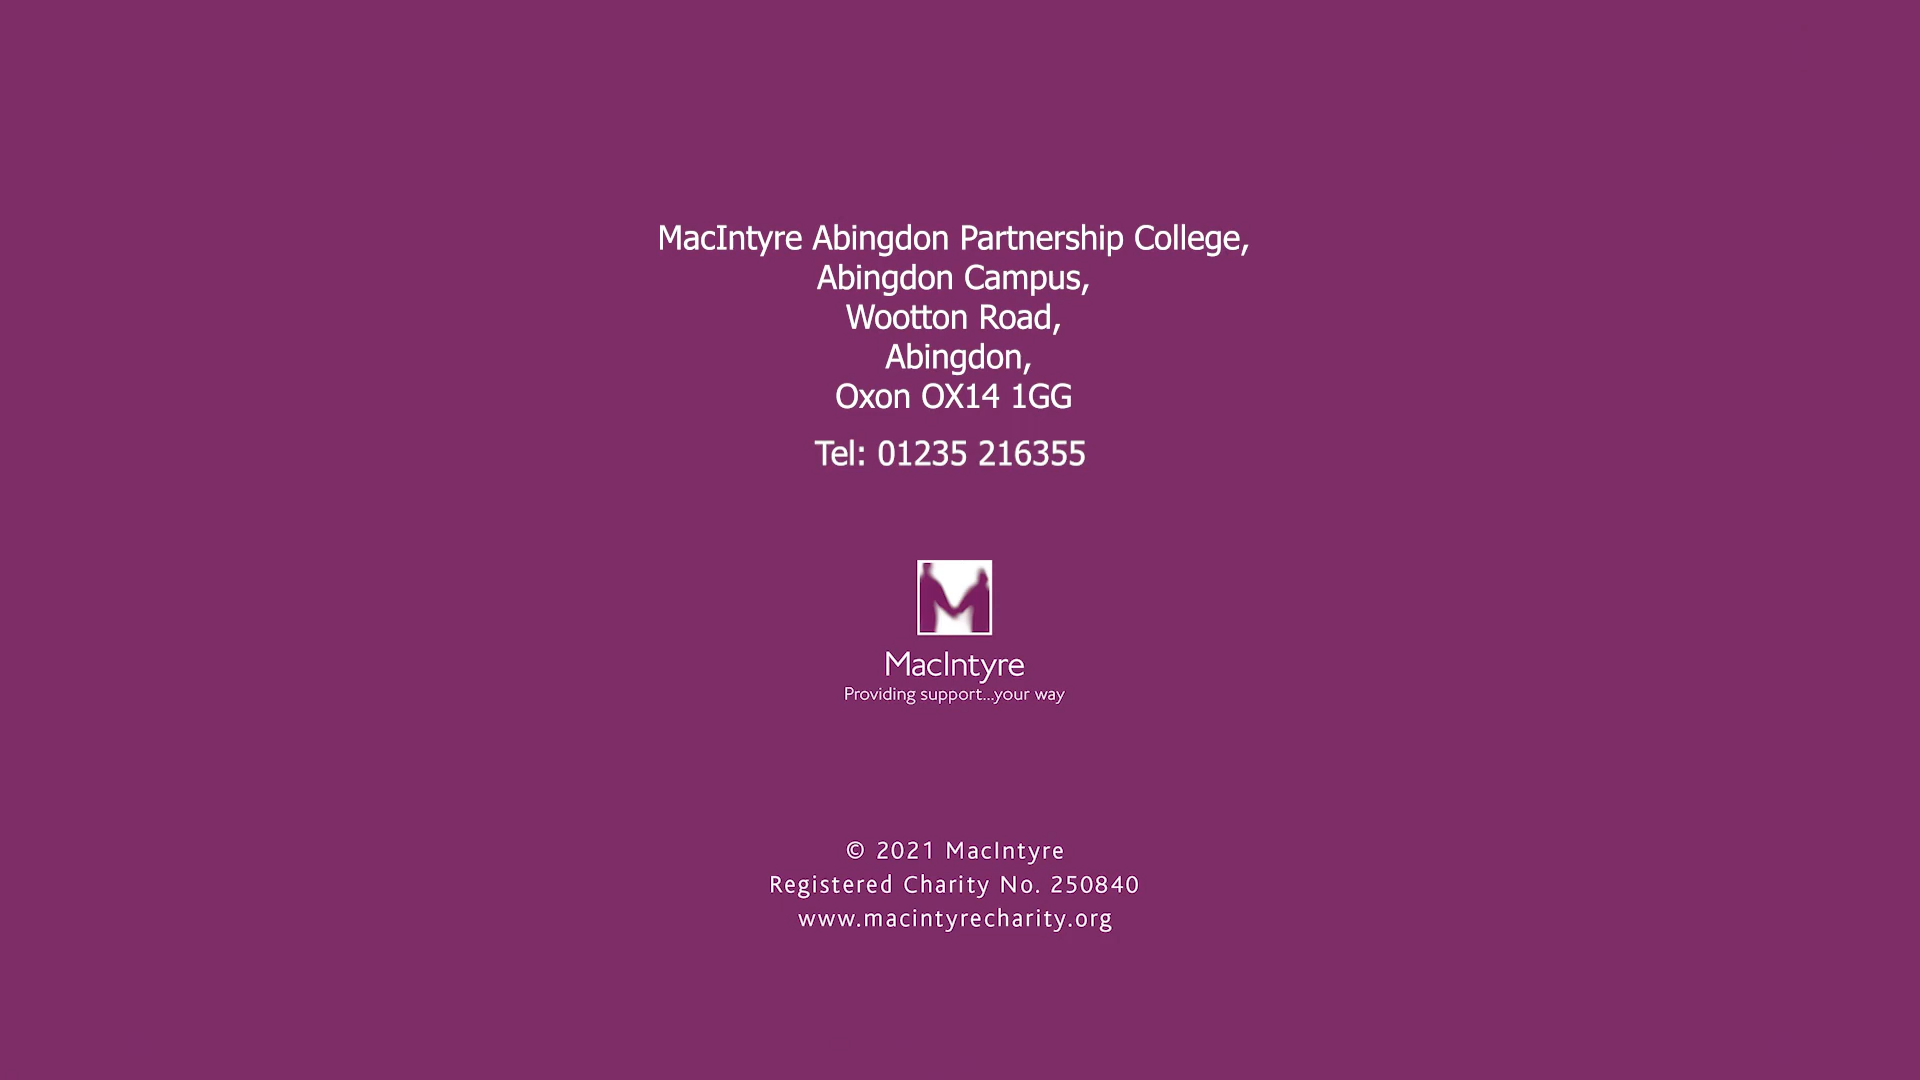 MacIntyre Abingdon Partnership College,
Abingdon Campus,
Wootton Road,
Abingdon,
Oxon OX14 1GG
Tel: 01235 216355
MacIntyre
Providing support...your way
© 2021 MacIntyre
Registered Charity No. 250840
www.macintyrecharity.org